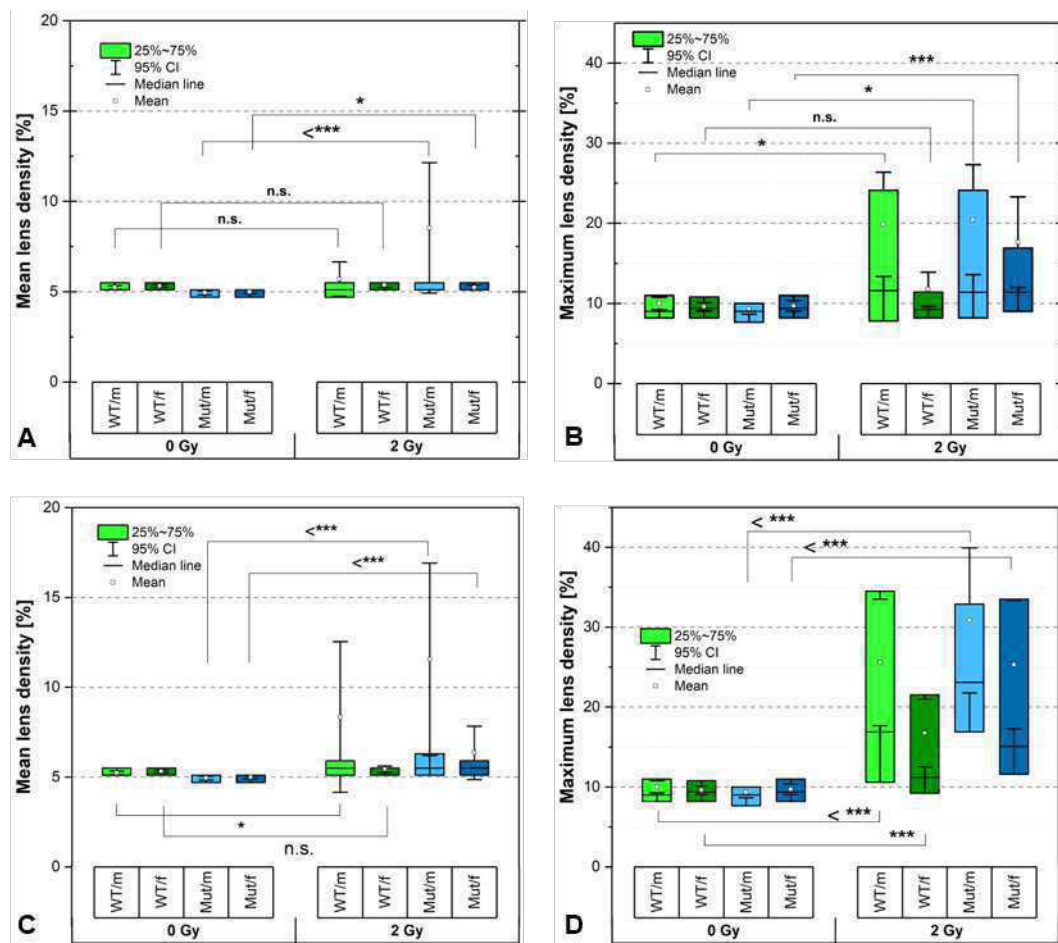 20
15
10
5
0
Mean lens density [%]
25%~75%
95% CI
Median line
Mean
*
<***
n.s.
n.s.
WT/m WT/f Mut/m Mut/f WT/m WT/f Mut/m Mut/f
0 Gy 2 Gy
A
40
30
20
10
0
Maximum lens density [%]
25%~75%
95% CI
Median line
Mean
***
*
n.s.
*
WT/m WT/f Mut/m Mut/f WT/m WT/f Mut/m Mut/f
0 Gy 2 Gy
B
20
15
10
5
0
Mean lens density [%]
25%~75%
95% CI
Median line
Mean
< ***
<***
*
n.s.
WT/m WT/f Mut/m Mut/f WT/m WT/f Mut/m Mut/f
0 Gy 2 Gy
C
40
30
20
10
0
Maximum lens density [%]
< ***
< ***
25%~75%
95% CI
Median line
Mean
< ***
***
WT/m WT/f Mut/m Mut/f WT/m WT/f Mut/m Mut/f
0 Gy 2 Gy
D